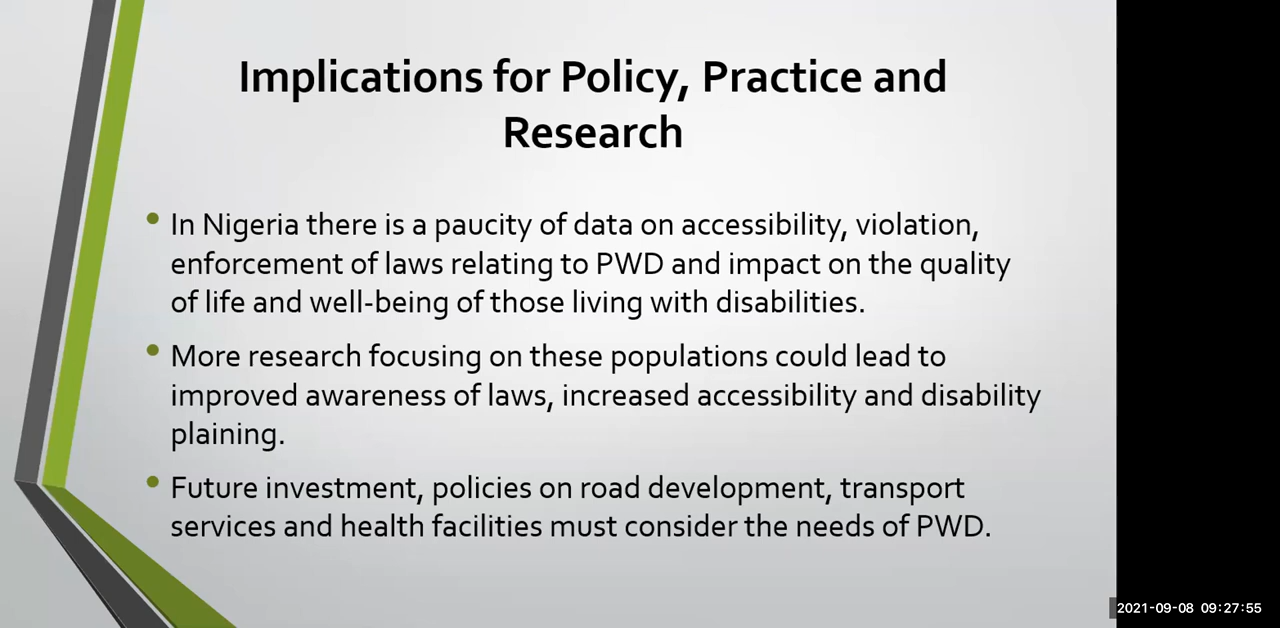 Implications for Policy, Practice and
Research
• In Nigeria there is a paucity of data on accessibility, violation,
enforcement of laws relating to PWD and impact on the quality
of life and well-being of those living with disabilities.
• More research focusing on these populations could lead to
improved awareness of laws, increased accessibility and disability
plaining.
• Future investment, policies on road development, transport
services and health facilities must consider the needs of PWD.
2021-09-08 09:27:55